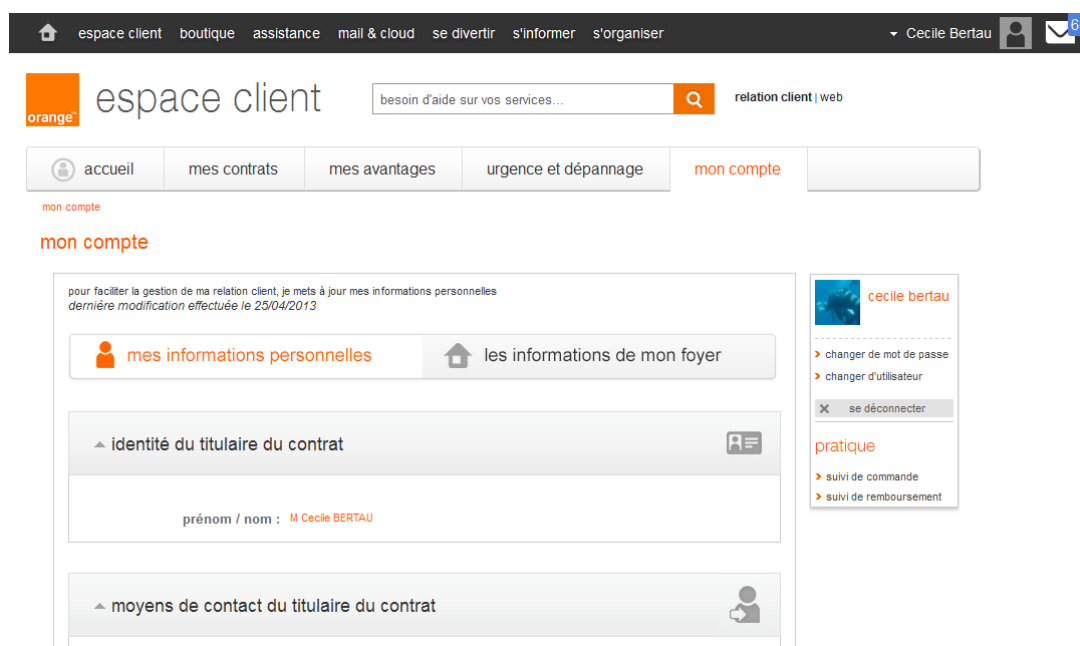 espace client boutique assistance mail & cloud se divertir s'informer s'organiser Cecile Bertau 6
orange™ espace client besoin d'aide sur vos services... relation client | web
accueil mes contrats mes avantages urgence et dépannage mon compte
mon compte
mon compte
pour faciliter la gestion de ma relation client, je mets à jour mes informations personnelles
dernière modification effectuée le 25/04/2013
mes informations personnelles les informations de mon foyer
identité du titulaire du contrat
prénom / nom : M Cecile BERTAU
moyens de contact du titulaire du contrat
cecile bertau
changer de mot de passe
changer d'utilisateur
se déconnecter
pratique
suivi de commande
suivi de remboursement